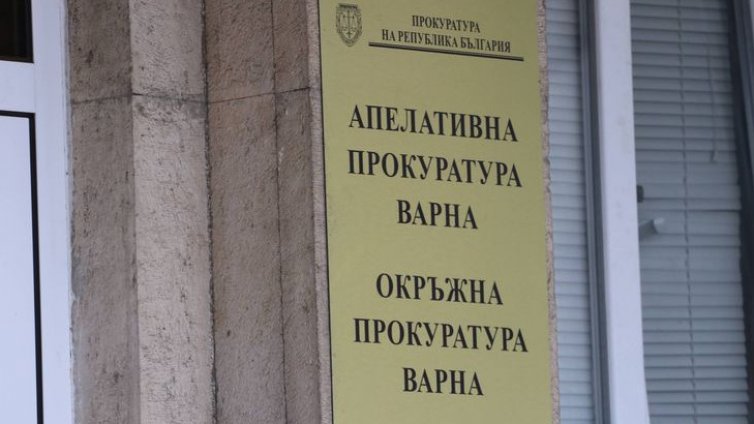 ПРОКУРАТУРА
НА РЕПУБЛИКА БЪЛГАРИЯ
АПЕЛАТИВНА
ПРОКУРАТУРА
ВАРНА
ОКРЪЖНА
ПРОКУРАТУРА
ВАРНА